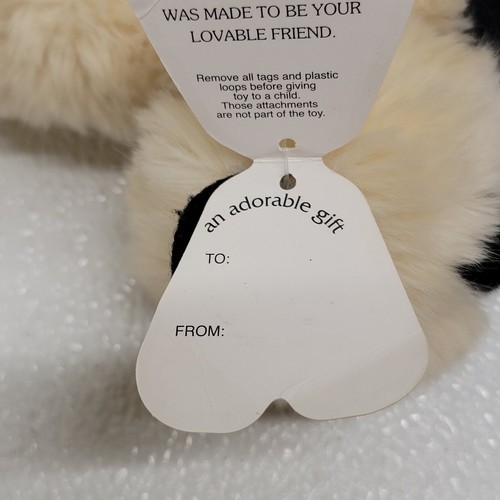 WAS MADE TO BE YOUR
LOVABLE FRIEND.
Remove all tags and plastic
loops before giving
toy to a child.
Those attachments
are not part of the toy.
an adorable gift
TO:
FROM: